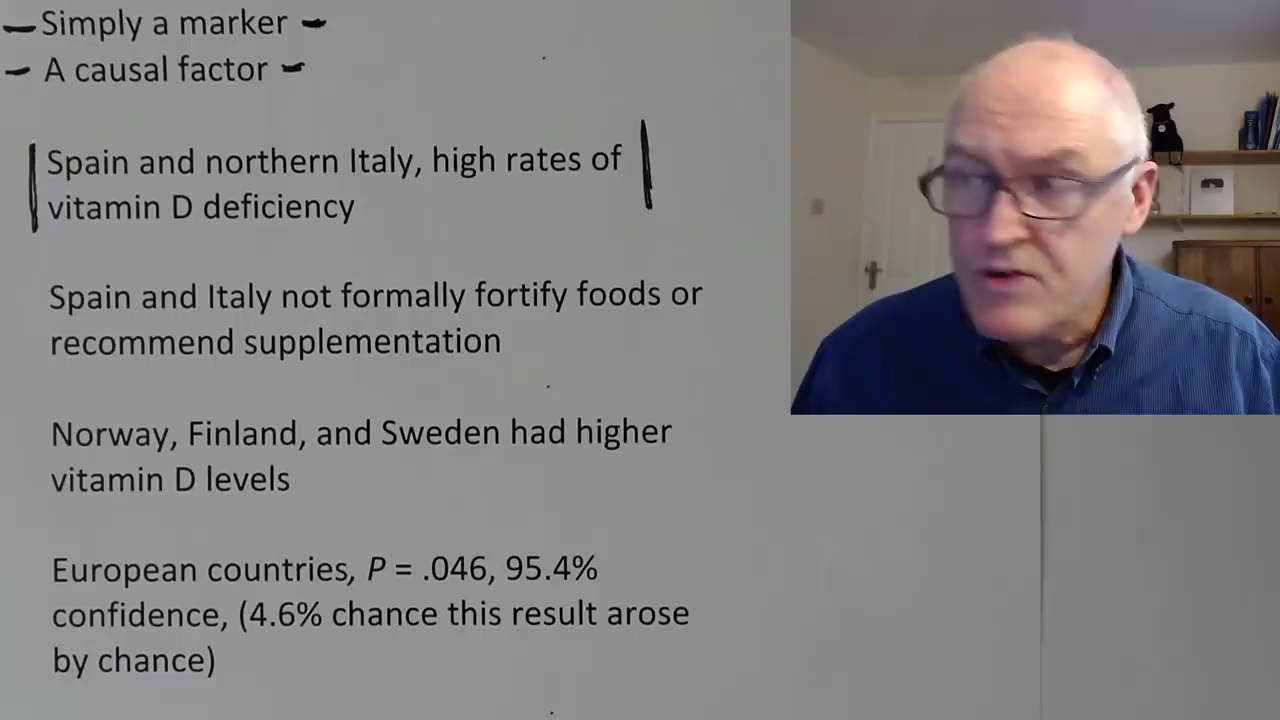 Simply a marker
A causal factor
Spain and northern Italy, high rates of
vitamin D deficiency
Spain and Italy not formally fortify foods or
recommend supplementation
Norway, Finland, and Sweden had higher
vitamin D levels
European countries, P = .046, 95.4%
confidence, (4.6% chance this result arose
by chance)